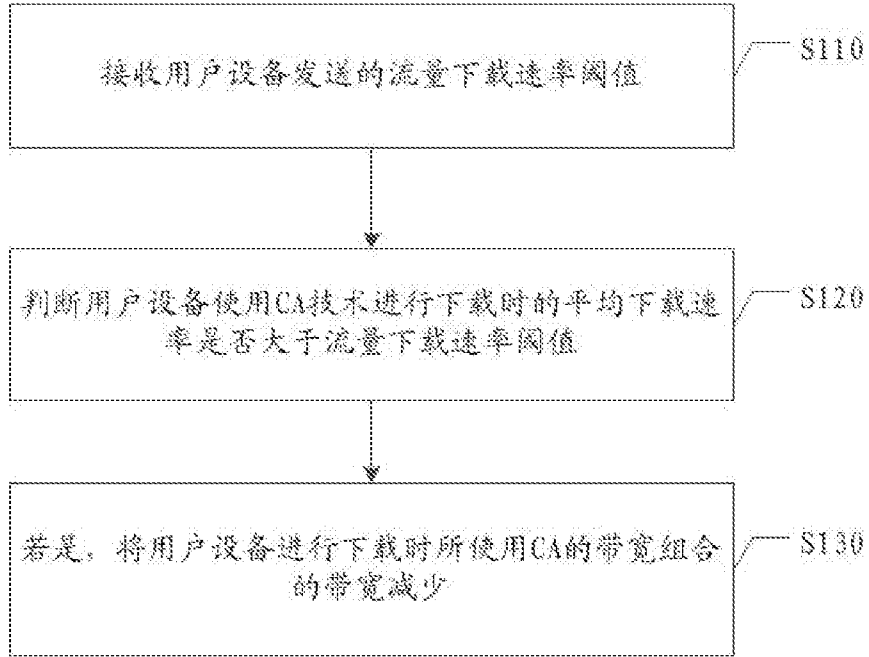 接收用户设备发送的流量下载速率阈值
S110
判断用户设备使用CA技术进行下载时的平均下载速
率是否大于流量下载速率阈值
S120
若是，将用户设备进行下载时所使用CA的带宽组合
的带宽减少
S130